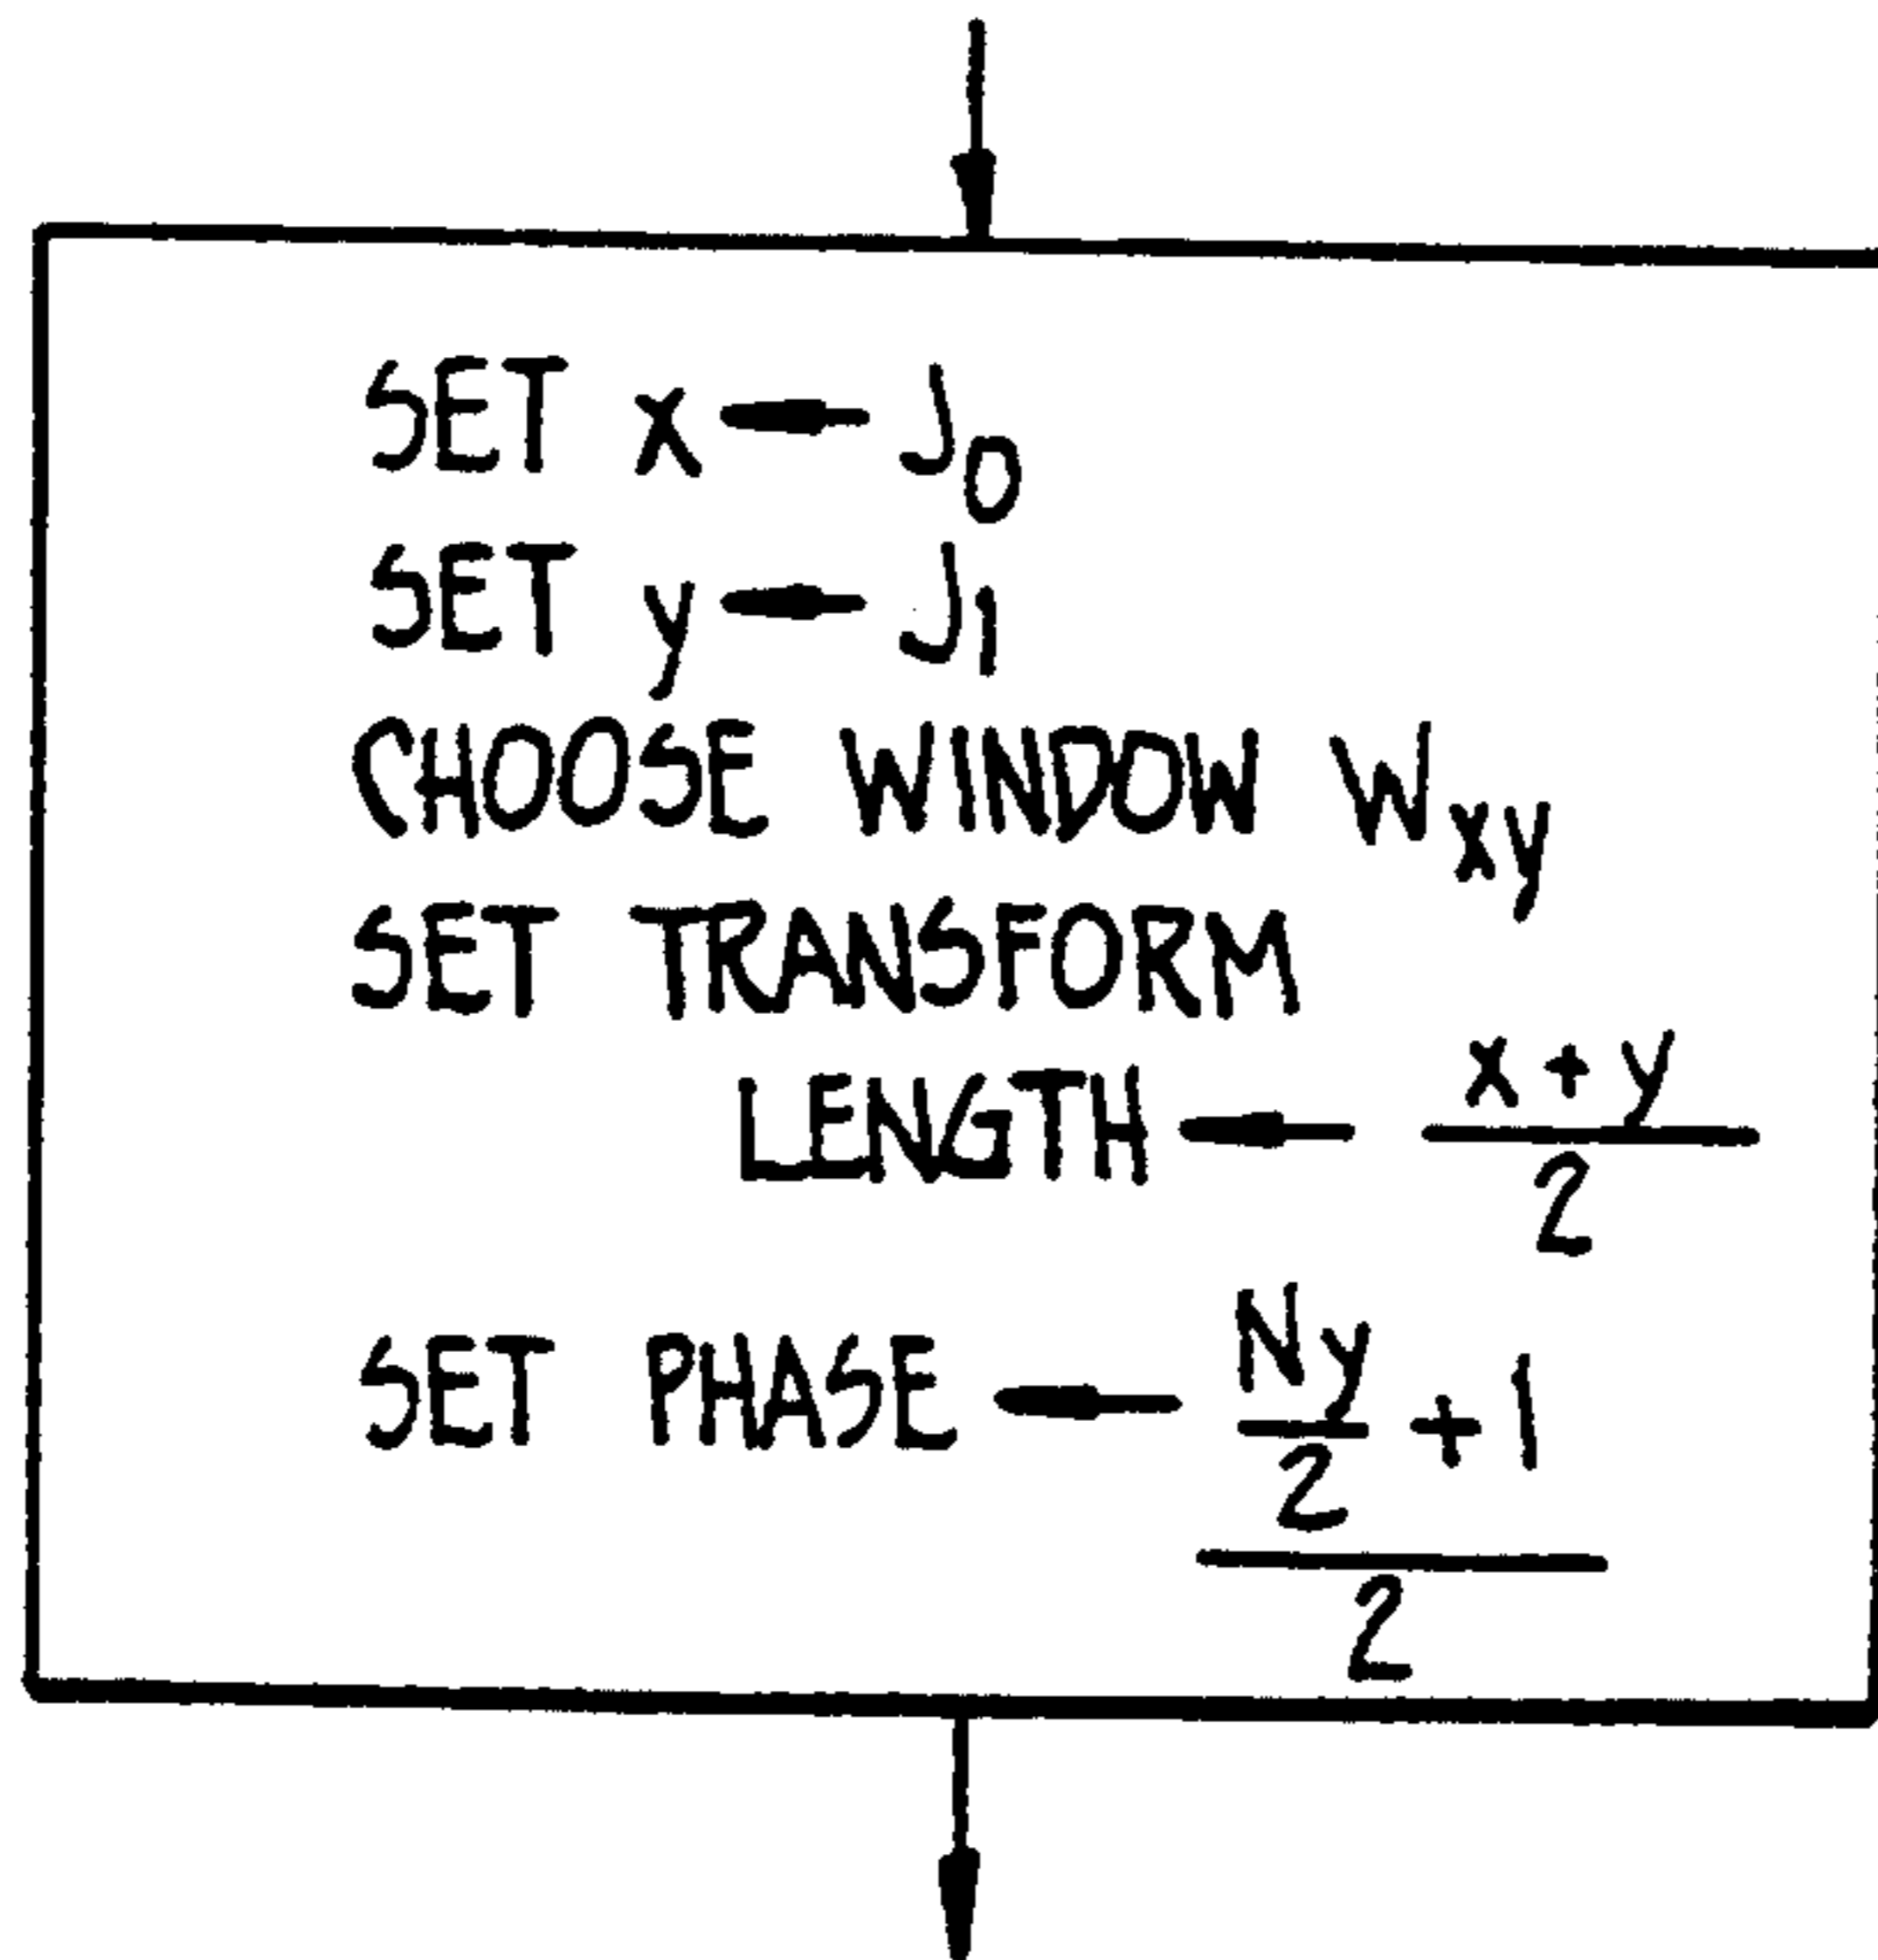 SET x ← J₀
SET y ← J₁
CHOOSE WINDOW Wxy
SET TRANSFORM
LENGTH ← (x + y)/2
SET PHASE ← (Ny/2 + 1)/2